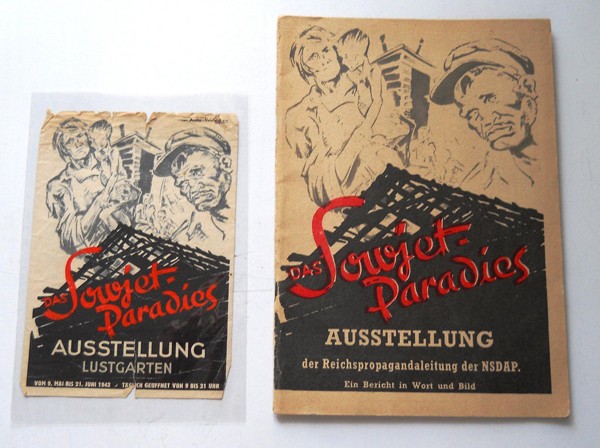 DAS Sowjet-
Paradies
AUSSTELLUNG
LUSTGARTEN
VOM 9. MAI BIS 21. JUNI 1942 / TÄGLICH GEÖFFNET VON 9 BIS 21 UHR
DAS Sowjet-
Paradies
AUSSTELLUNG
der Reichspropagandaleitung der NSDAP.
Ein Bericht in Wort und Bild